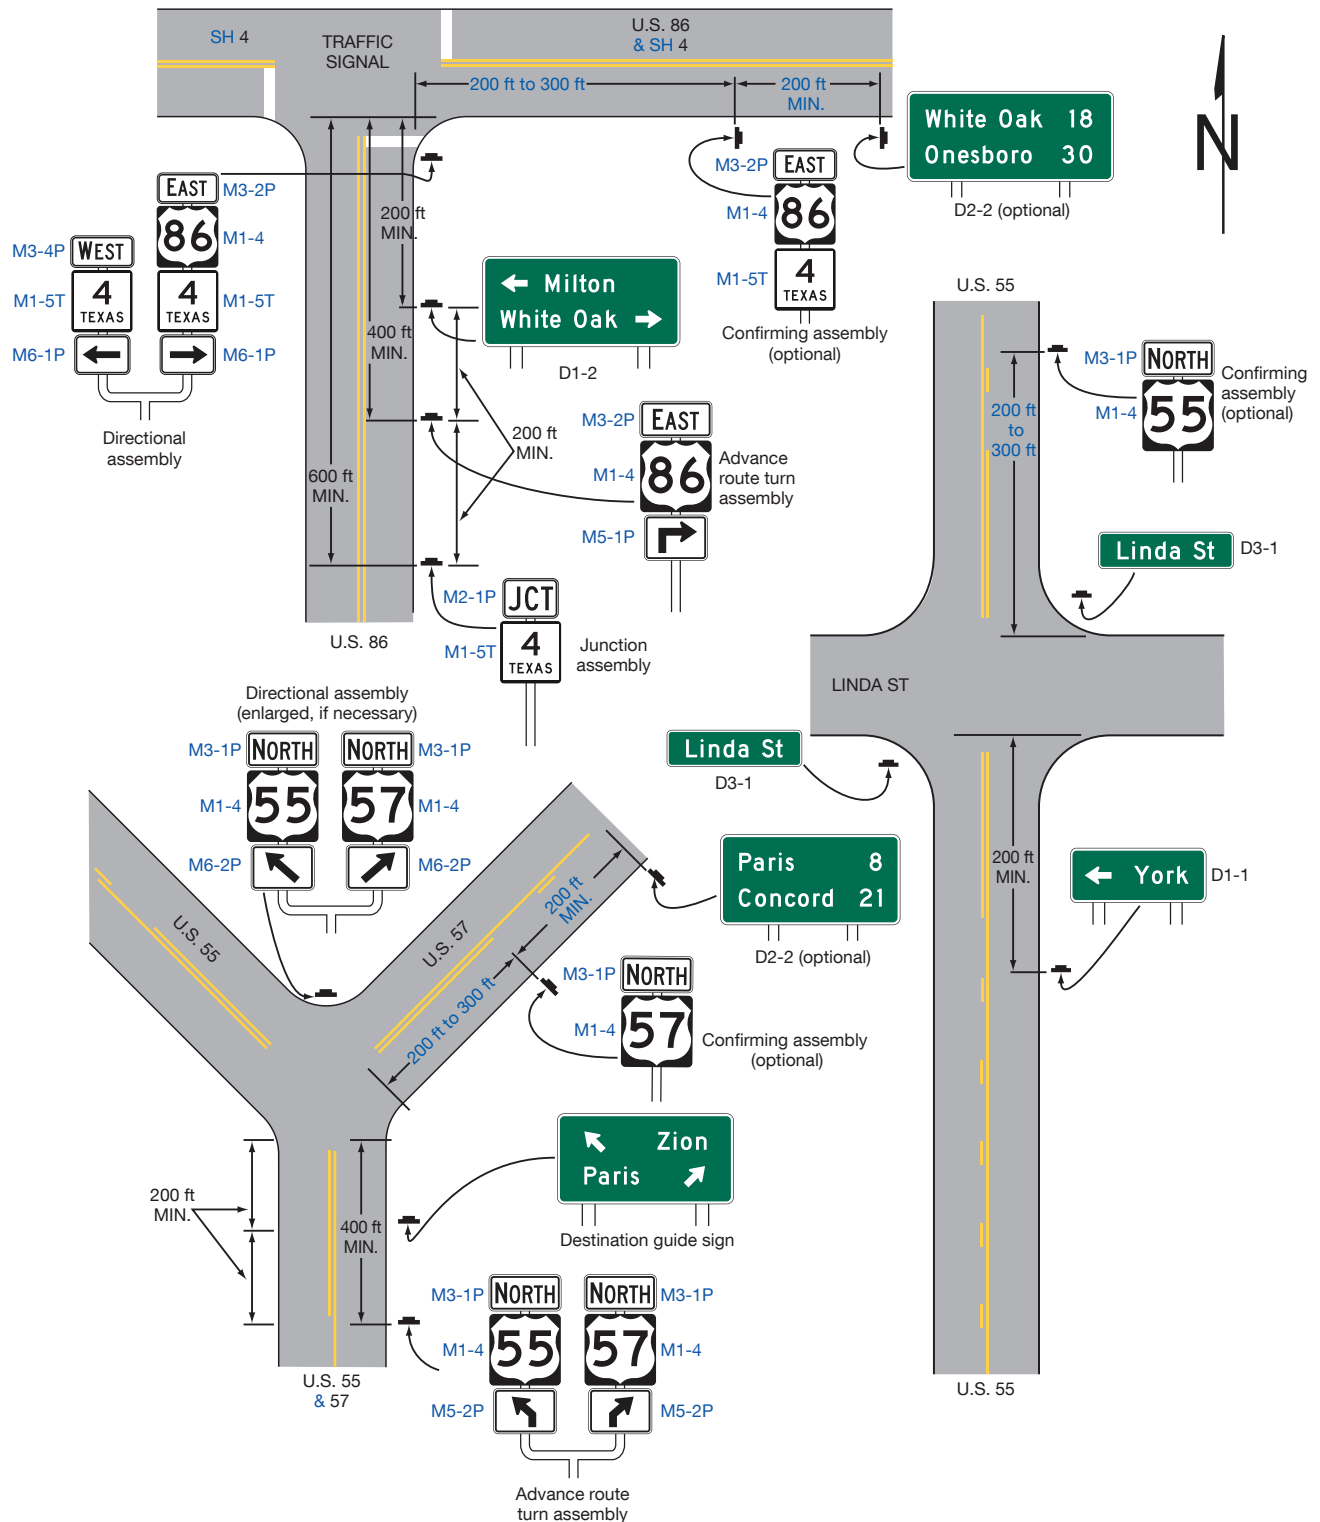 SH 4
TRAFFIC
SIGNAL
U.S. 86
& SH 4
200 ft to 300 ft
200 ft
MIN.
White Oak 18
Onesboro 30
D2-2 (optional)
N
M3-2P
EAST
M1-4
86
M1-5T
4
TEXAS
Confirming assembly
(optional)
EAST
M3-2P
86
M1-4
4
TEXAS
M1-5T
M6-1P
M3-4P
WEST
M1-5T
4
TEXAS
M6-1P
Directional
assembly
200 ft
MIN.
400 ft
MIN.
600 ft
MIN.
Milton
White Oak
D1-2
200 ft
MIN.
M3-2P
EAST
M1-4
86
M5-1P
Advance
route turn
assembly
M2-1P
JCT
M1-5T
4
TEXAS
Junction
assembly
U.S. 86
U.S. 55
M3-1P
NORTH
M1-4
55
Confirming
assembly
(optional)
200 ft
to
300 ft
Linda St
D3-1
LINDA ST
Linda St
D3-1
200 ft
MIN.
York
D1-1
U.S. 55
Directional assembly
(enlarged, if necessary)
M3-1P
NORTH
NORTH
M3-1P
M1-4
55
57
M1-4
M6-2P
M6-2P
U.S. 55
U.S. 57
200 ft
MIN.
200 ft to 300 ft
Paris 8
Concord 21
D2-2 (optional)
M3-1P
NORTH
M1-4
57
Confirming assembly
(optional)
Zion
Paris
Destination guide sign
200 ft
MIN.
400 ft
MIN.
M3-1P
NORTH
NORTH
M3-1P
M1-4
55
57
M1-4
M5-2P
M5-2P
U.S. 55
& 57
Advance route
turn assembly